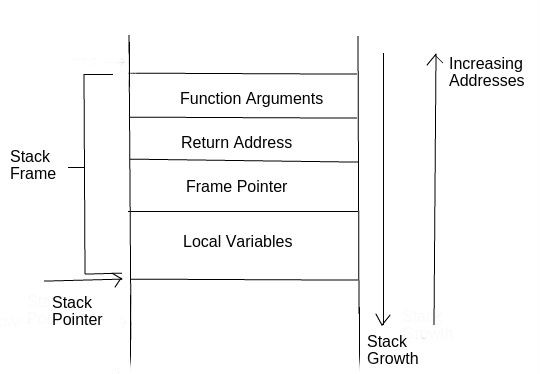 Increasing
Addresses
Function Arguments
Return Address
Stack
Frame
Frame Pointer
Local Variables
Stack
Pointer
Stack
Growth